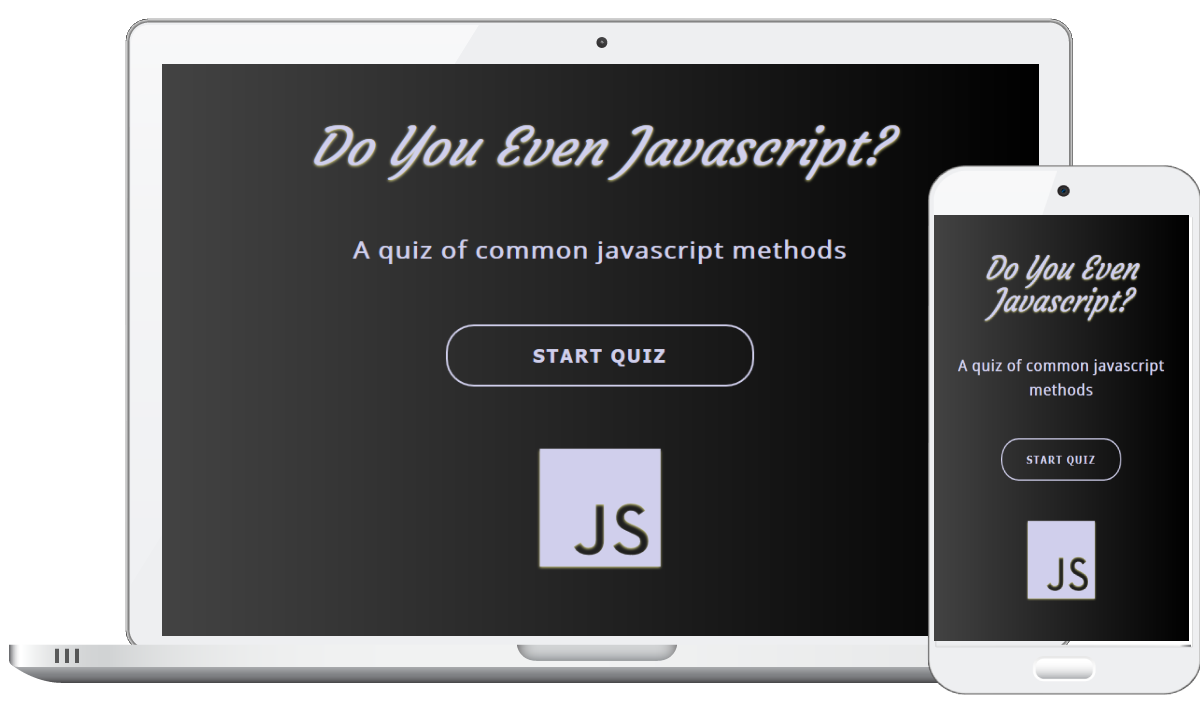 Do You Even Javascript?
A quiz of common javascript methods
START QUIZ
JS
Do You Even
Javascript?
A quiz of common javascript
methods
START QUIZ
JS